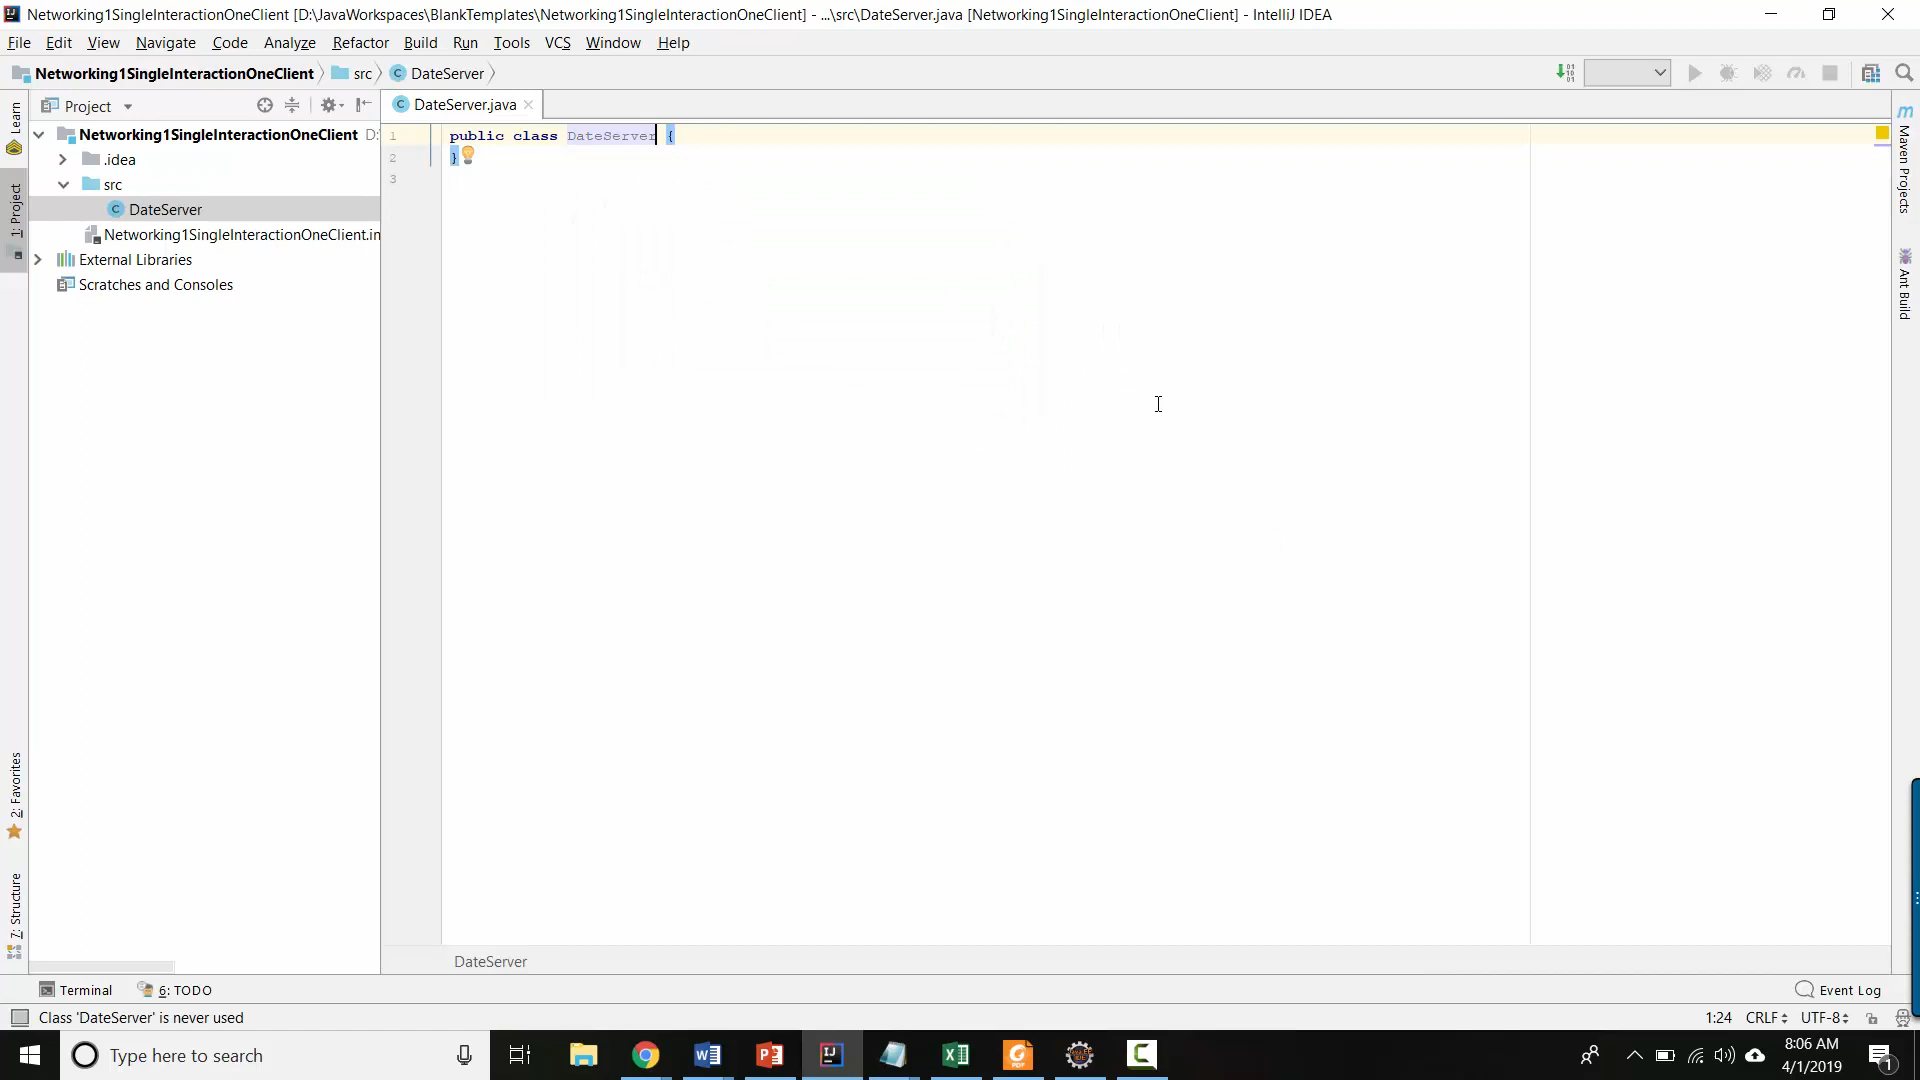 Networking1SingleInteractionOneClient [D:\JavaWorkspaces\BlankTemplates\Networking1SingleInteractionOneClient] - ...\src\DateServer.java [Networking1SingleInteractionOneClient] - IntelliJ IDEA
File Edit View Navigate Code Analyze Refactor Build Run Tools VCS Window Help
Networking1SingleInteractionOneClient src C DateServer
Learn
1: Project
2: Favorites
7: Structure
Project
Networking1SingleInteractionOneClient D:
.idea
src
C DateServer
Networking1SingleInteractionOneClient.im
External Libraries
Scratches and Consoles
C DateServer.java
1 public class DateServer {
2 }
3
DateServer
Maven Projects
Ant Build
Terminal 6: TODO Event Log
Class 'DateServer' is never used 1:24 CRLF UTF-8
Type here to search
8:06 AM
4/1/2019
1